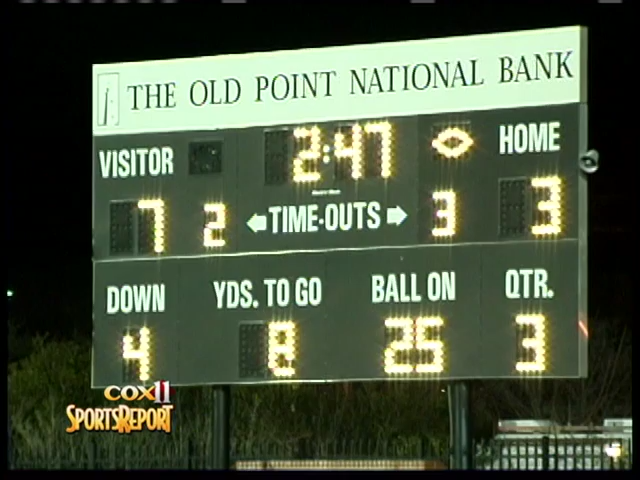 THE OLD POINT NATIONAL BANK
VISITOR 2:47 HOME
7 2 TIME-OUTS 3 3
DOWN YDS. TO GO BALL ON QTR.
4 8 25 3
COX11
SPORTSREPORT